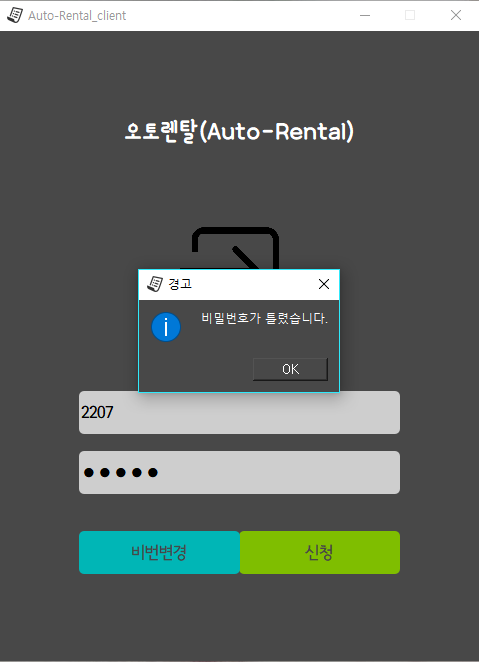 Auto-Rental_client
오토렌탈(Auto-Rental)
경고
비밀번호가 틀렸습니다.
OK
2207
비번변경
신청